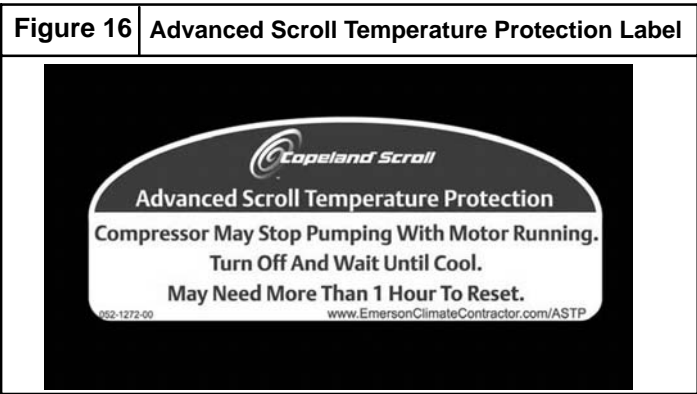 Figure 16 Advanced Scroll Temperature Protection Label
Copeland Scroll
Advanced Scroll Temperature Protection
Compressor May Stop Pumping With Motor Running.
Turn Off And Wait Until Cool.
May Need More Than 1 Hour To Reset.
052-1272-00 www.EmersonClimateContractor.com/ASTP